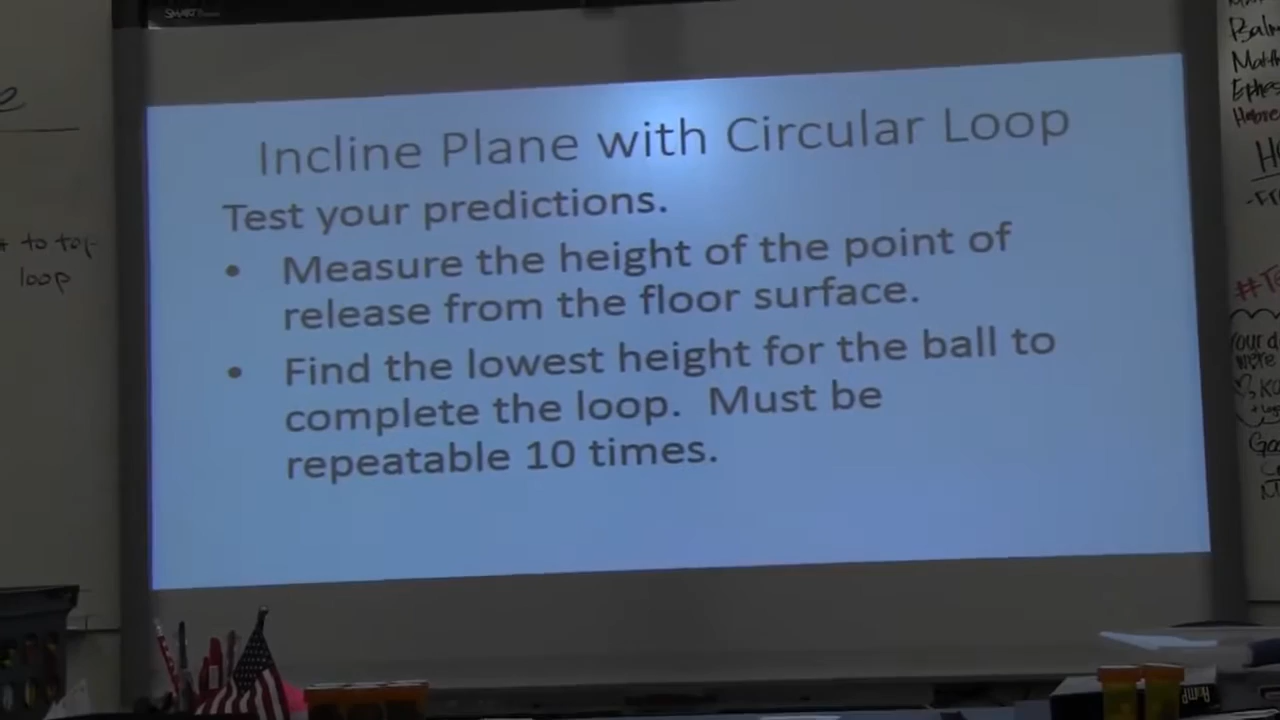 SMART
Incline Plane with Circular Loop
Test your predictions.
• Measure the height of the point of
release from the floor surface.
• Find the lowest height for the ball to
complete the loop. Must be
repeatable 10 times.
to top
loop